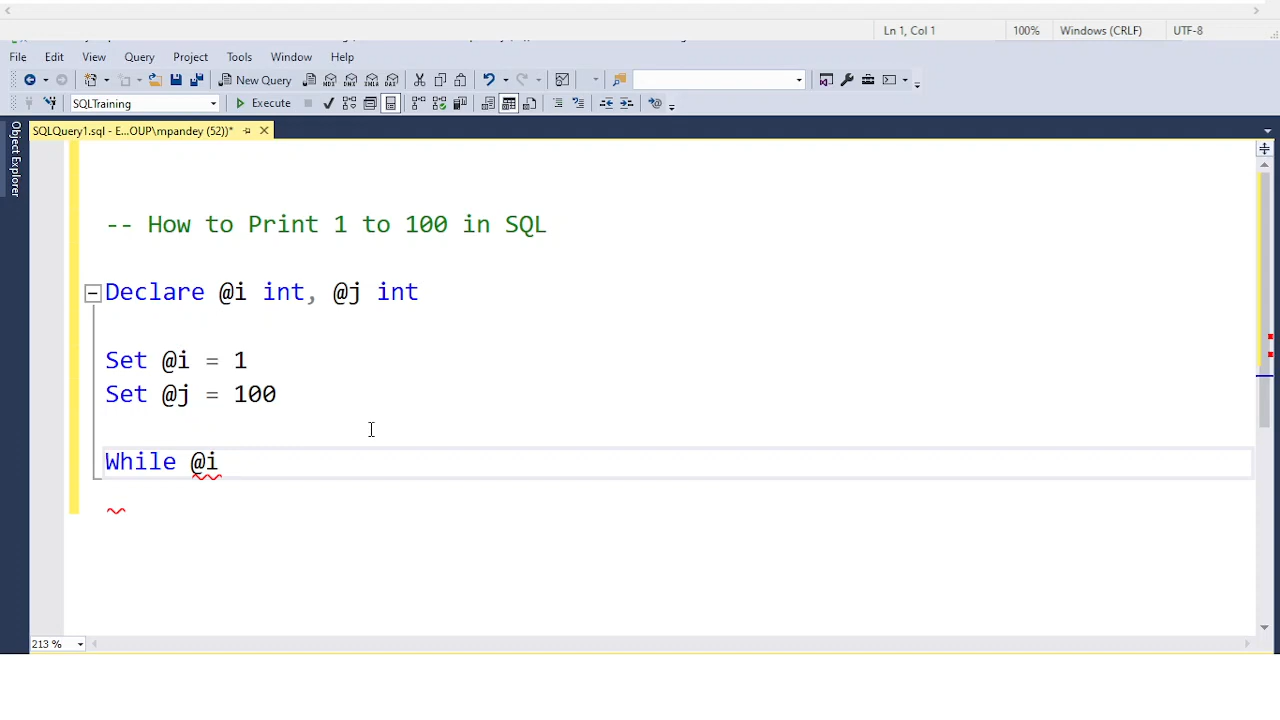 Ln 1, Col 1 100% Windows (CRLF) UTF-8
File Edit View Query Project Tools Window Help
New Query
SQLTraining Execute
SQLQuery1.sql - E...OUP\mpandey (52))*
Object Explorer
-- How to Print 1 to 100 in SQL
Declare @i int, @j int
Set @i = 1
Set @j = 100
While @i
213 %